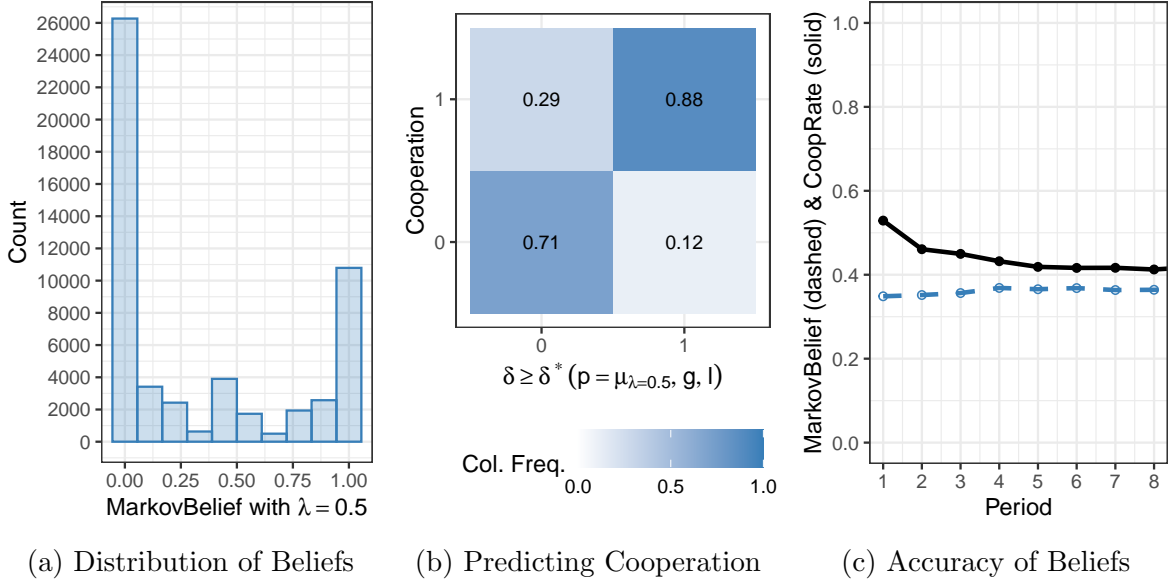 Count
26000
24000
22000
20000
18000
16000
14000
12000
10000
8000
6000
4000
2000
0
0.00 0.25 0.50 0.75 1.00
MarkovBelief with λ = 0.5
(a) Distribution of Beliefs
Cooperation
1
0
0.29 0.88
0.71 0.12
0 1
δ ≥ δ*(p = μλ=0.5, g, l)
Col. Freq.
0.0 0.5 1.0
(b) Predicting Cooperation
MarkovBelief (dashed) & CoopRate (solid)
1.0
0.8
0.6
0.4
0.2
0.0
1 2 3 4 5 6 7 8
Period
(c) Accuracy of Beliefs